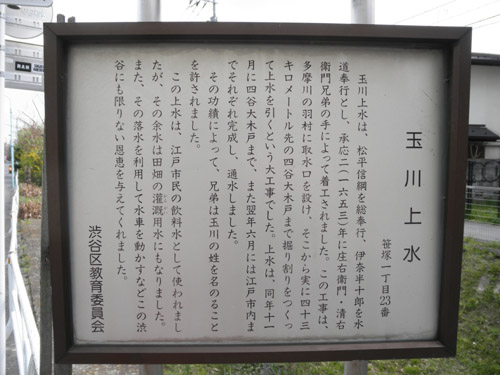 玉川上水
笹塚一丁目23番
玉川上水は、松平信綱を総奉行、伊奈半十郎を水
道奉行とし、承応二(一六五三)年に庄右衛門・清右
衛門兄弟の手によって着工されました。この工事は、
多摩川の羽村に取水口を設け、そこから実に四十三
キロメートル先の四谷大木戸まで掘り割りをつくっ
て上水を引くという大工事でした。上水は、同年十一
月に四谷大木戸まで、また翌年六月には江戸市内ま
でそれぞれ完成し、通水しました。
その功績によって、兄弟は玉川の姓を名のること
を許されました。
この上水は、江戸市民の飲料水として使われまし
たが、その余水は田畑の灌漑用水にもなりました。
また、その落水を利用して水車を動かすなどこの渋
谷にも限りない恩恵を与えてくれました。
渋谷区教育委員会